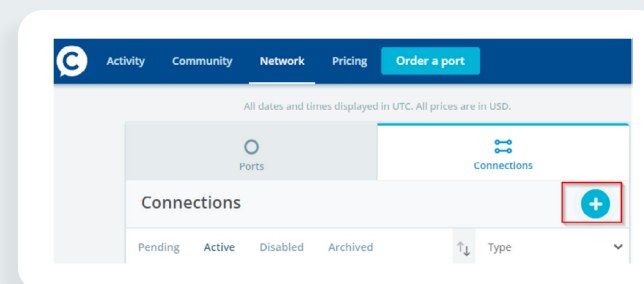 C Activity Community Network Pricing Order a port
All dates and times displayed in UTC. All prices are in USD.
Ports Connections
Connections
Pending Active Disabled Archived Type